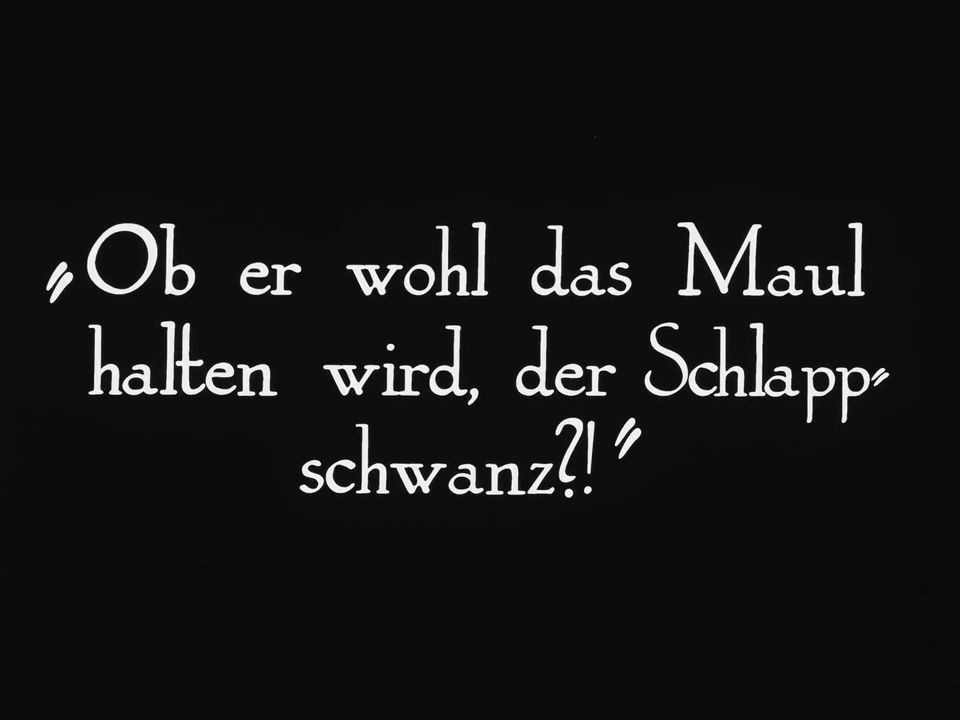 „Ob er wohl das Maul
halten wird, der Schlapp-
schwanz?!“